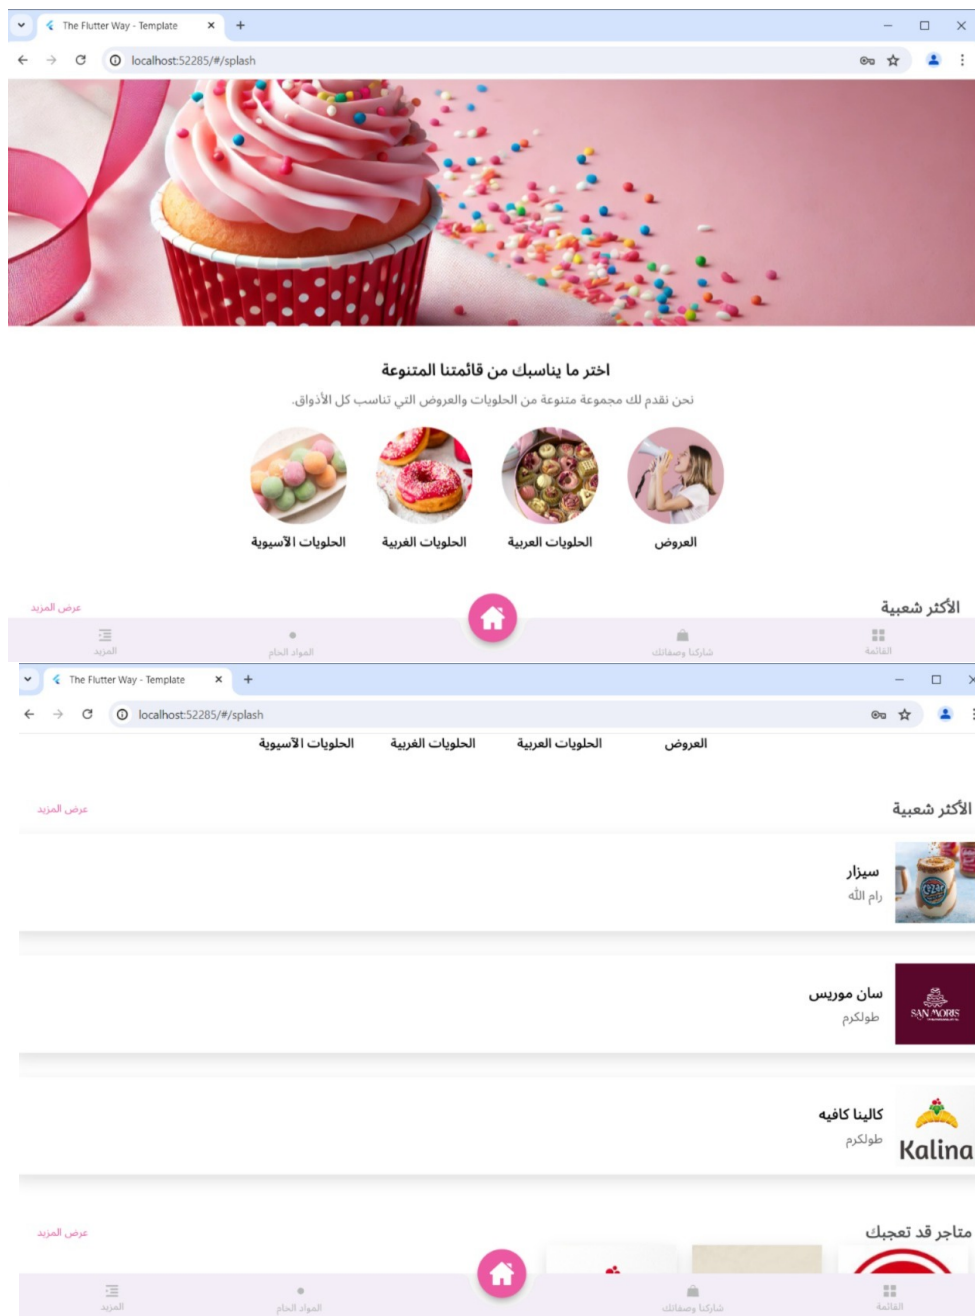 The Flutter Way - Template
localhost:52285/#/splash
اختر ما يناسبك من قائمتنا المتنوعة
نحن نقدم لك مجموعة متنوعة من الحلويات والعروض التي تناسب كل الأذواق.
العروض
الحلويات العربية
الحلويات الغربية
الحلويات الآسيوية
الأكثر شعبية
عرض المزيد
القائمة
شاركنا وصفاتك
المواد الخام
المزيد
The Flutter Way - Template
localhost:52285/#/splash
العروض
الحلويات العربية
الحلويات الغربية
الحلويات الآسيوية
الأكثر شعبية
عرض المزيد
سيزار
رام الله
سان موريس
طولكرم
SAN MORIS
كالينا كافيه
طولكرم
Kalina
متاجر قد تعجبك
عرض المزيد
القائمة
شاركنا وصفاتك
المواد الخام
المزيد